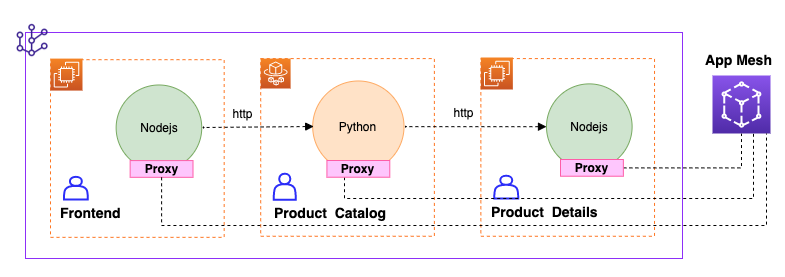 App Mesh
http
http
Nodejs
Python
Nodejs
Proxy
Proxy
Proxy
Frontend
Product Catalog
Product Details